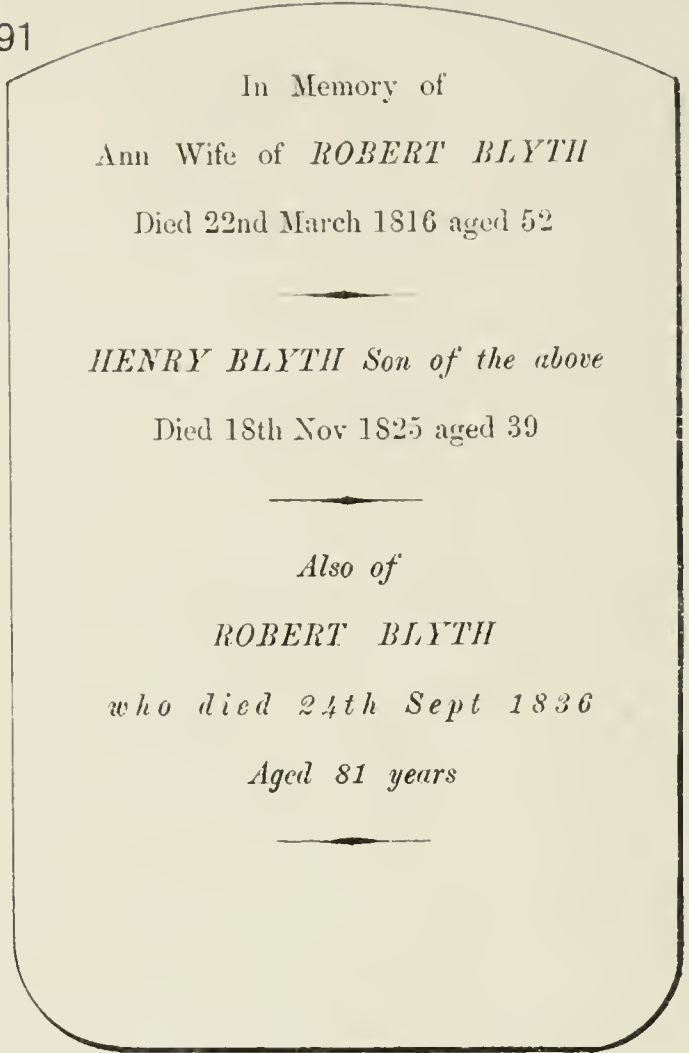 91
In Memory of
Ann Wife of ROBERT BLYTH
Died 22nd March 1816 aged 52
HENRY BLYTH Son of the above
Died 18th Nov 1825 aged 39
Also of
ROBERT BLYTH
who died 24th Sept 1836
Aged 81 years